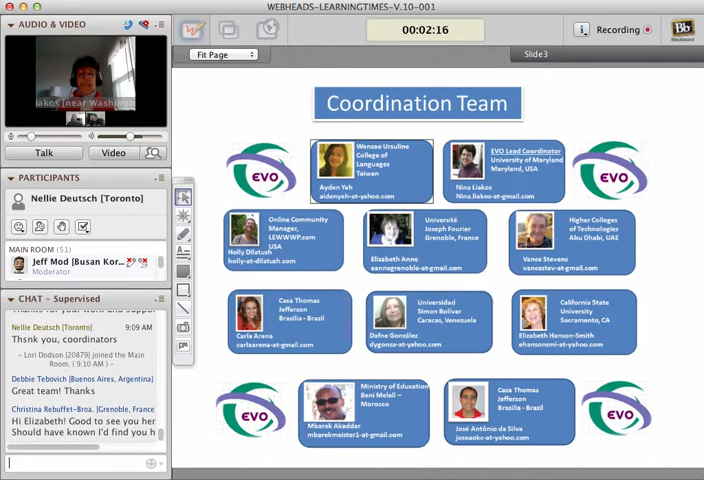 WEBHEADS-LEARNINGTIMES-V.10-001
AUDIO & VIDEO
iakos [near Washingt
Talk
Video
PARTICIPANTS
Nellie Deutsch [Toronto]
MAIN ROOM (51)
Jeff Mod [Busan Kor...
Moderator
CHAT - Supervised
Nellie Deutsch [Toronto] 9:09 AM
Thsnk you, coordinators
- Lori Dodson [20879] joined the Main
Room. ( 9:10 AM ) -
Debbie Tebovich [Buenos Aires, Argentina]
Great team! Thanks
Christina Rebuffet-Broa. [Grenoble, France
Hi Elizabeth! Good to see you her
Should have known I'd find you h
00:02:16
Recording
Bb
Fit Page
Slide3
Coordination Team
EVO
Wenzao Ursuline
College of
Languages
Taiwan
Ayden Yeh
aidenyeh-at-yahoo.com
EVO Lead Coordinator
University of Maryland
Maryland, USA
Nina Liakos
Nina.liakos-at-gmail.com
EVO
Online Community
Manager,
LEWWWP.com
USA
Holly Dilatush
holly-at-dilatush.com
Université
Joseph Fourier
Grenoble, France
Elizabeth Anne
eannegrenoble-at-gmail.com
Higher Colleges
of Technologies
Abu Dhabi, UAE
Vance Stevens
vancestev-at-gmail.com
Casa Thomas
Jefferson
Brasilia - Brazil
Carla Arena
carlaarena-at-gmail.com
Universidad
Simon Bolivar
Caracas, Venezuela
Dafne González
dygonza-at-yahoo.com
California State
University
Sacramento, CA
Elizabeth Hanson-Smith
ehansonsmi-at-yahoo.com
EVO
Ministry of Education
Beni Melall –
Morocco
Mbarek Akaddar
mbarekmeister1-at-gmail.com
Casa Thomas
Jefferson
Brasilia - Brazil
José Antônio da Silva
joseaokc-at-yahoo.com
EVO